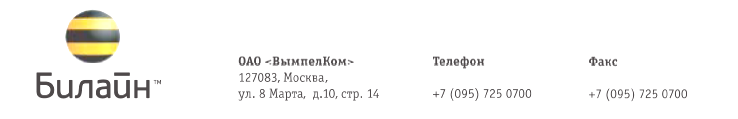 Билайн™
ОАО «ВымпелКом»
127083, Москва,
ул. 8 Марта, д.10, стр. 14
Телефон
+7 (095) 725 0700
Факс
+7 (095) 725 0700